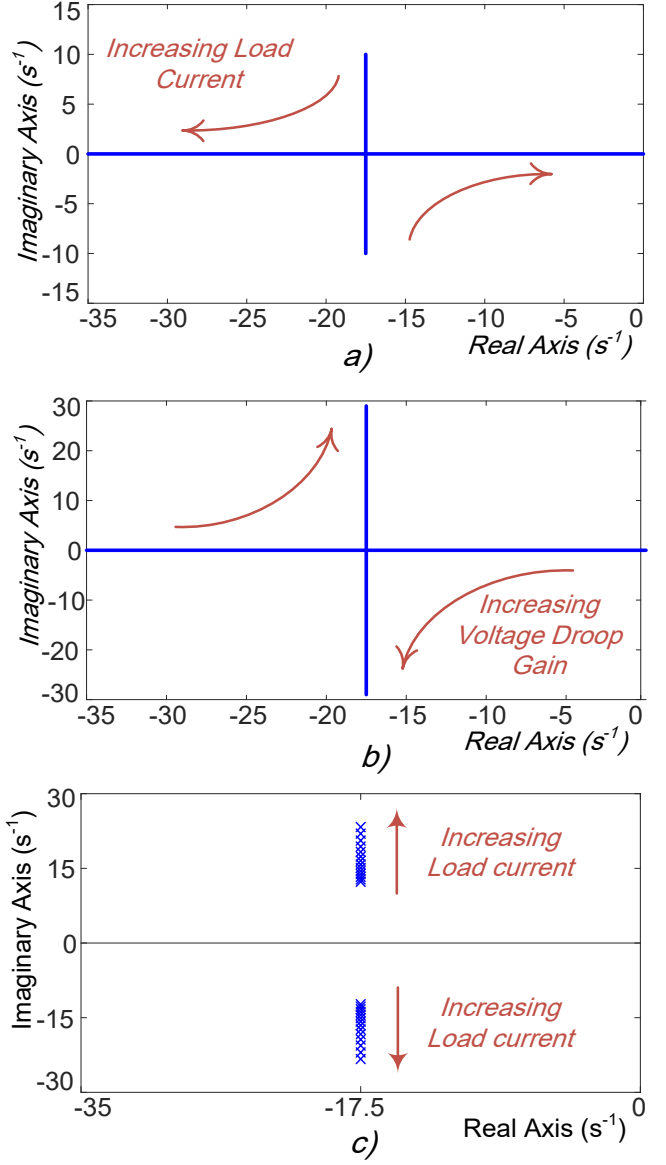 15
10
5
0
-5
-10
-15
Imaginary Axis (s-1)
Increasing Load
Current
-35 -30 -25 -20 -15 -10 -5 0
Real Axis (s-1)
a)
30
20
10
0
-10
-20
-30
Imaginary Axis (s-1)
Increasing
Voltage Droop
Gain
-35 -30 -25 -20 -15 -10 -5 0
Real Axis (s-1)
b)
30
15
0
-15
-30
Imaginary Axis (s-1)
Increasing
Load current
Increasing
Load current
-35 -17.5 0
Real Axis (s-1)
c)